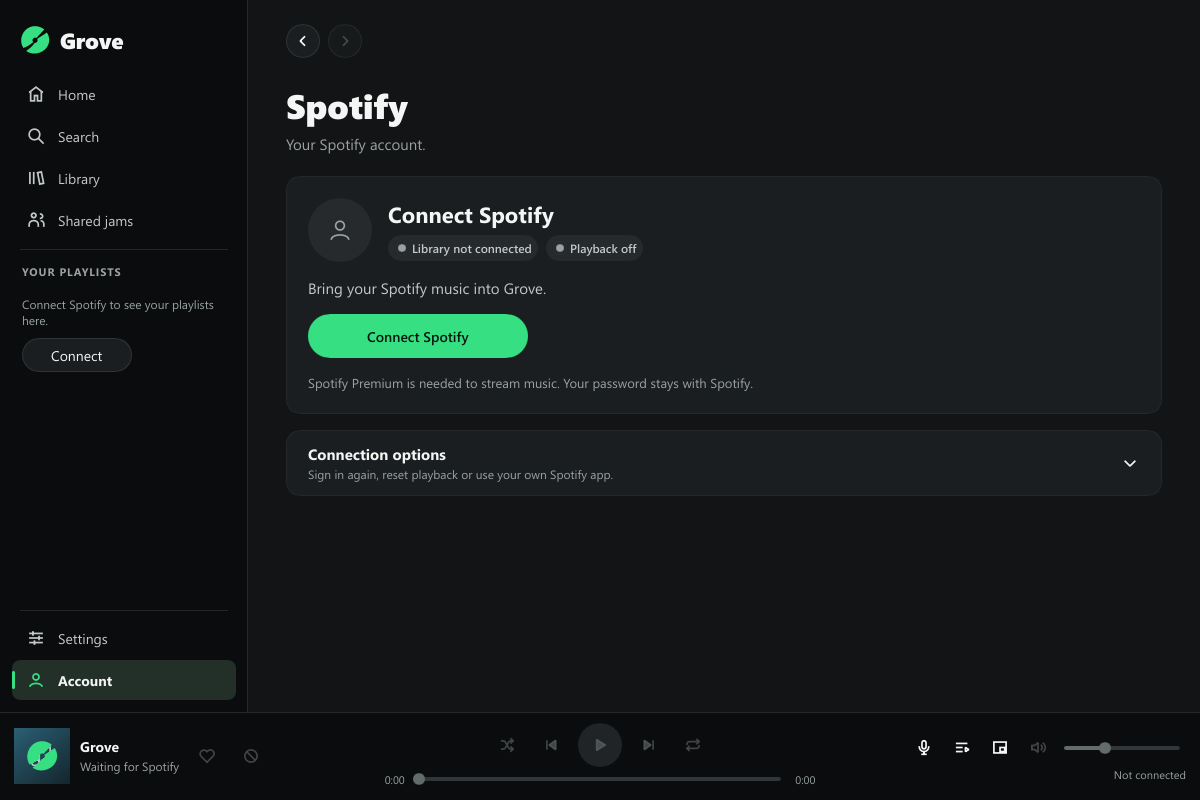 Grove
Home
Search
Library
Shared jams
YOUR PLAYLISTS
Connect Spotify to see your playlists
here.
Connect
Settings
Account
Spotify
Your Spotify account.
Connect Spotify
Library not connected
Playback off
Bring your Spotify music into Grove.
Connect Spotify
Spotify Premium is needed to stream music. Your password stays with Spotify.
Connection options
Sign in again, reset playback or use your own Spotify app.
Grove
Waiting for Spotify
0:00
0:00
Not connected